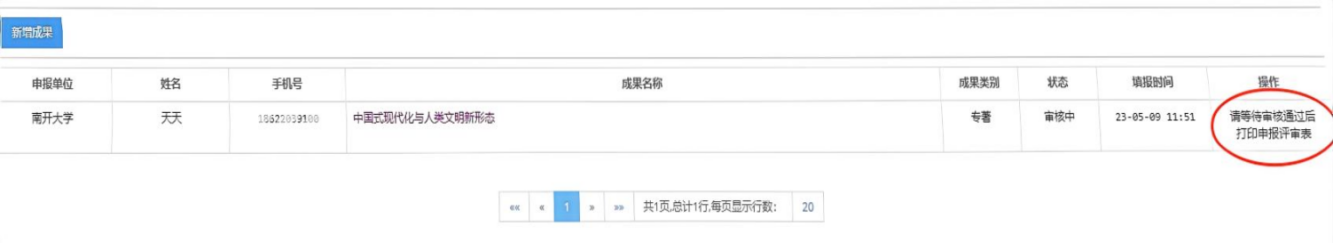 新增成果
申报单位 姓名 手机号 成果名称 成果类别 状态 填报时间 操作
南开大学 天天 18622039100 中国式现代化与人类文明新形态 专著 审核中 23-05-09 11:51 请等待审核通过后
打印申报评审表
«« « 1 » »» 共1页,总计1行,每页显示行数: 20